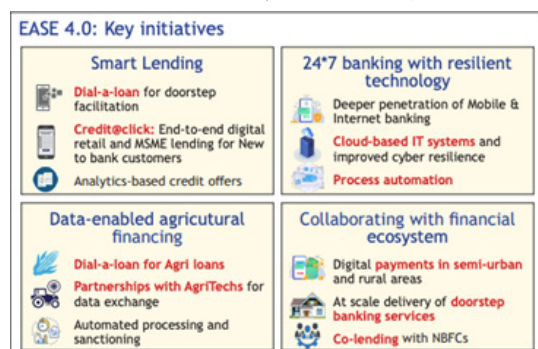 EASE 4.0: Key initiatives
Smart Lending
Dial-a-loan for doorstep
facilitation
Credit@click: End-to-end digital
retail and MSME lending for New
to bank customers
Analytics-based credit offers
24*7 banking with resilient
technology
Deeper penetration of Mobile &
Internet banking
Cloud-based IT systems and
improved cyber resilience
Process automation
Data-enabled agricutural
financing
Dial-a-loan for Agri loans
Partnerships with AgriTechs for
data exchange
Automated processing and
sanctioning
Collaborating with financial
ecosystem
Digital payments in semi-urban
and rural areas
At scale delivery of doorstep
banking services
Co-lending with NBFCs